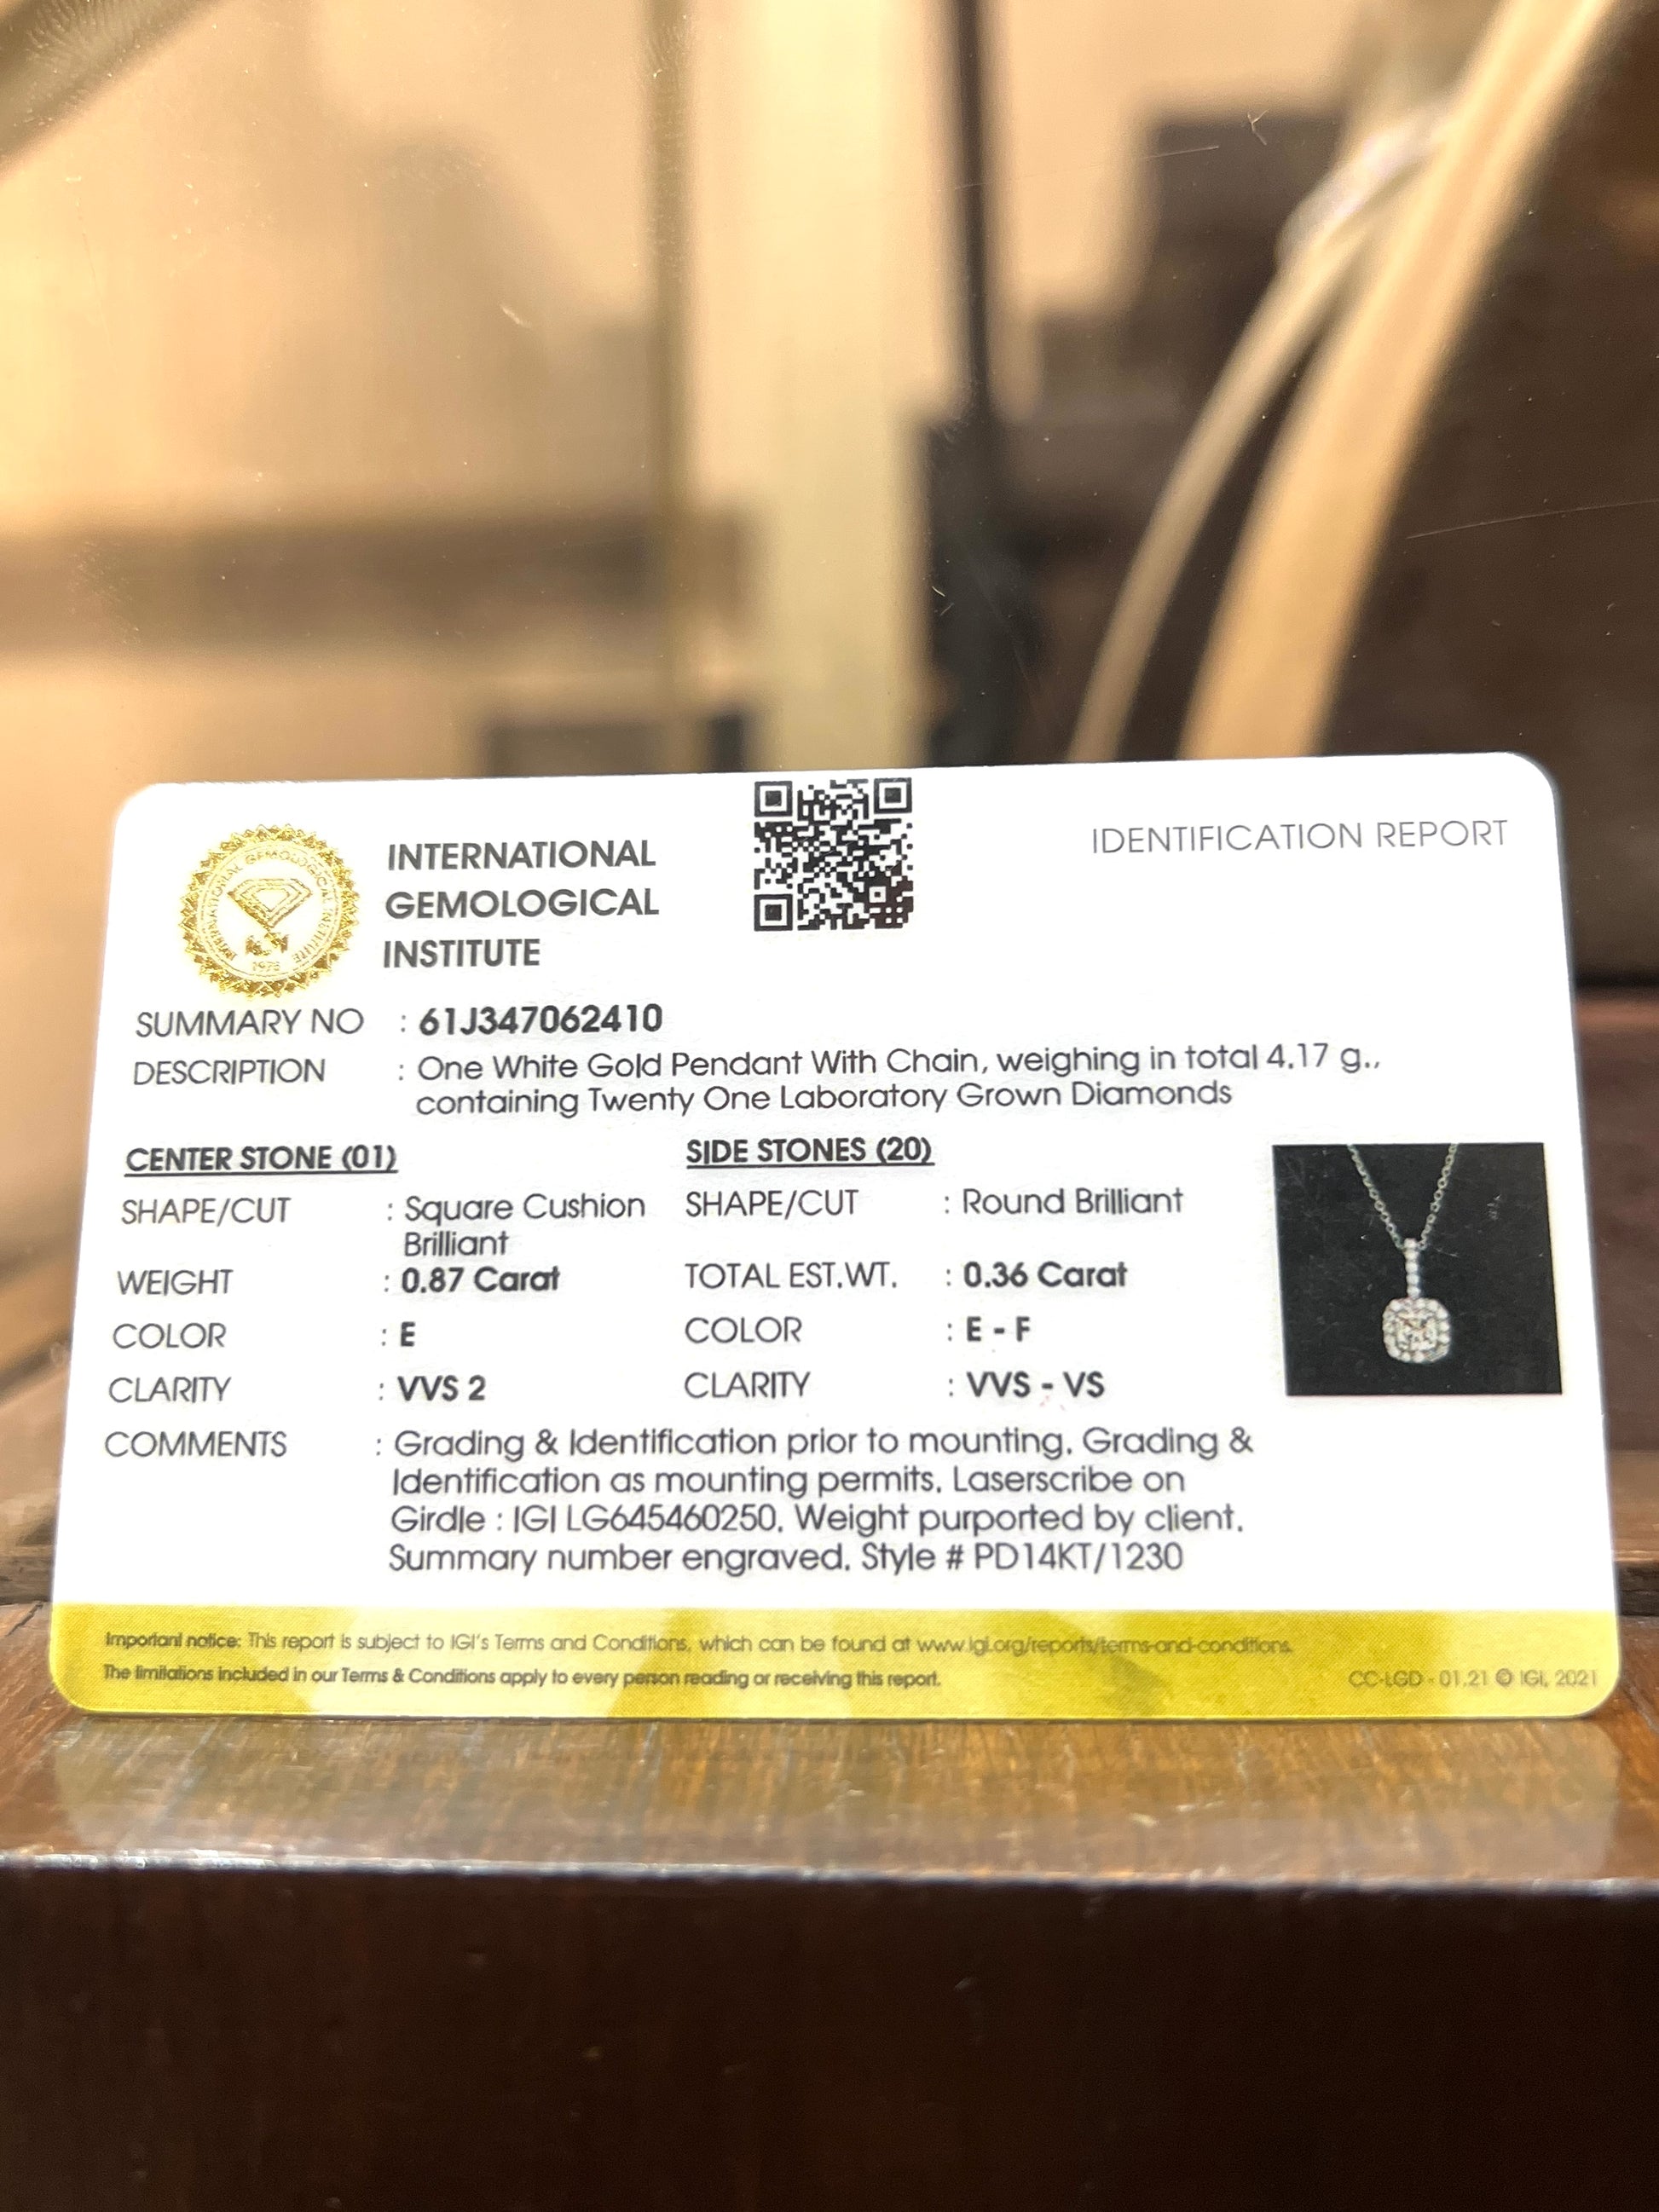 INTERNATIONAL
GEMOLOGICAL
INSTITUTE
IDENTIFICATION REPORT
INTERNATIONAL GEMOLOGICAL INSTITUTE
IGI
1975
SUMMARY NO : 61J347062410
DESCRIPTION : One White Gold Pendant With Chain, weighing in total 4.17 g.,
containing Twenty One Laboratory Grown Diamonds
CENTER STONE (01)
SHAPE/CUT : Square Cushion
Brilliant
WEIGHT : 0.87 Carat
COLOR : E
CLARITY : VVS 2
SIDE STONES (20)
SHAPE/CUT : Round Brilliant
TOTAL EST.WT. : 0.36 Carat
COLOR : E - F
CLARITY : VVS - VS
COMMENTS : Grading & Identification prior to mounting. Grading &
Identification as mounting permits. Laserscribe on
Girdle : IGI LG645460250. Weight purported by client.
Summary number engraved. Style # PD14KT/1230
Important notice: This report is subject to IGI's Terms and Conditions, which can be found at www.igi.org/reports/terms-and-conditions.
The limitations included in our Terms & Conditions apply to every person reading or receiving this report.
CC-LGD - 01.21 © IGI, 2021